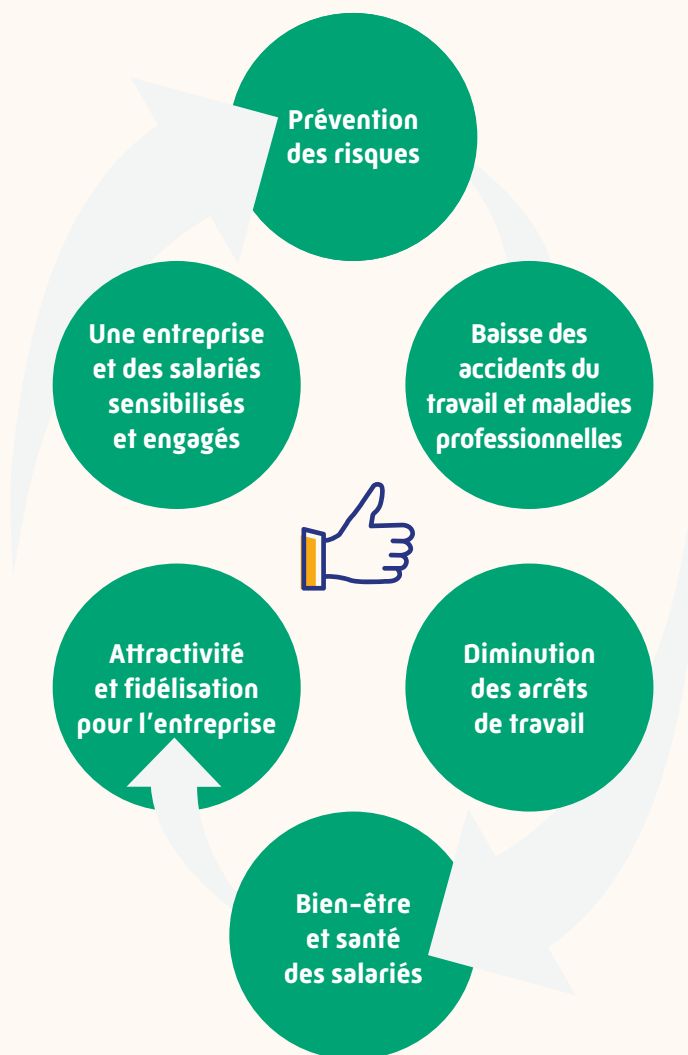 Prévention
des risques
Baisse des
accidents du
travail et maladies
professionnelles
Diminution
des arrêts
de travail
Bien-être
et santé
des salariés
Attractivité
et fidélisation
pour l'entreprise
Une entreprise
et des salariés
sensibilisés
et engagés